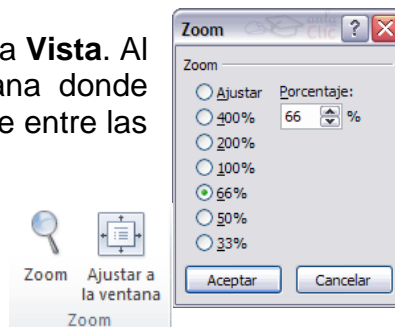 a Vista. Al
ana donde
e entre las
Zoom
Ajustar a
la ventana
Zoom
Zoom
?
X
Zoom
Ajustar
Porcentaje:
400%
66
%
200%
100%
66%
50%
33%
Aceptar
Cancelar